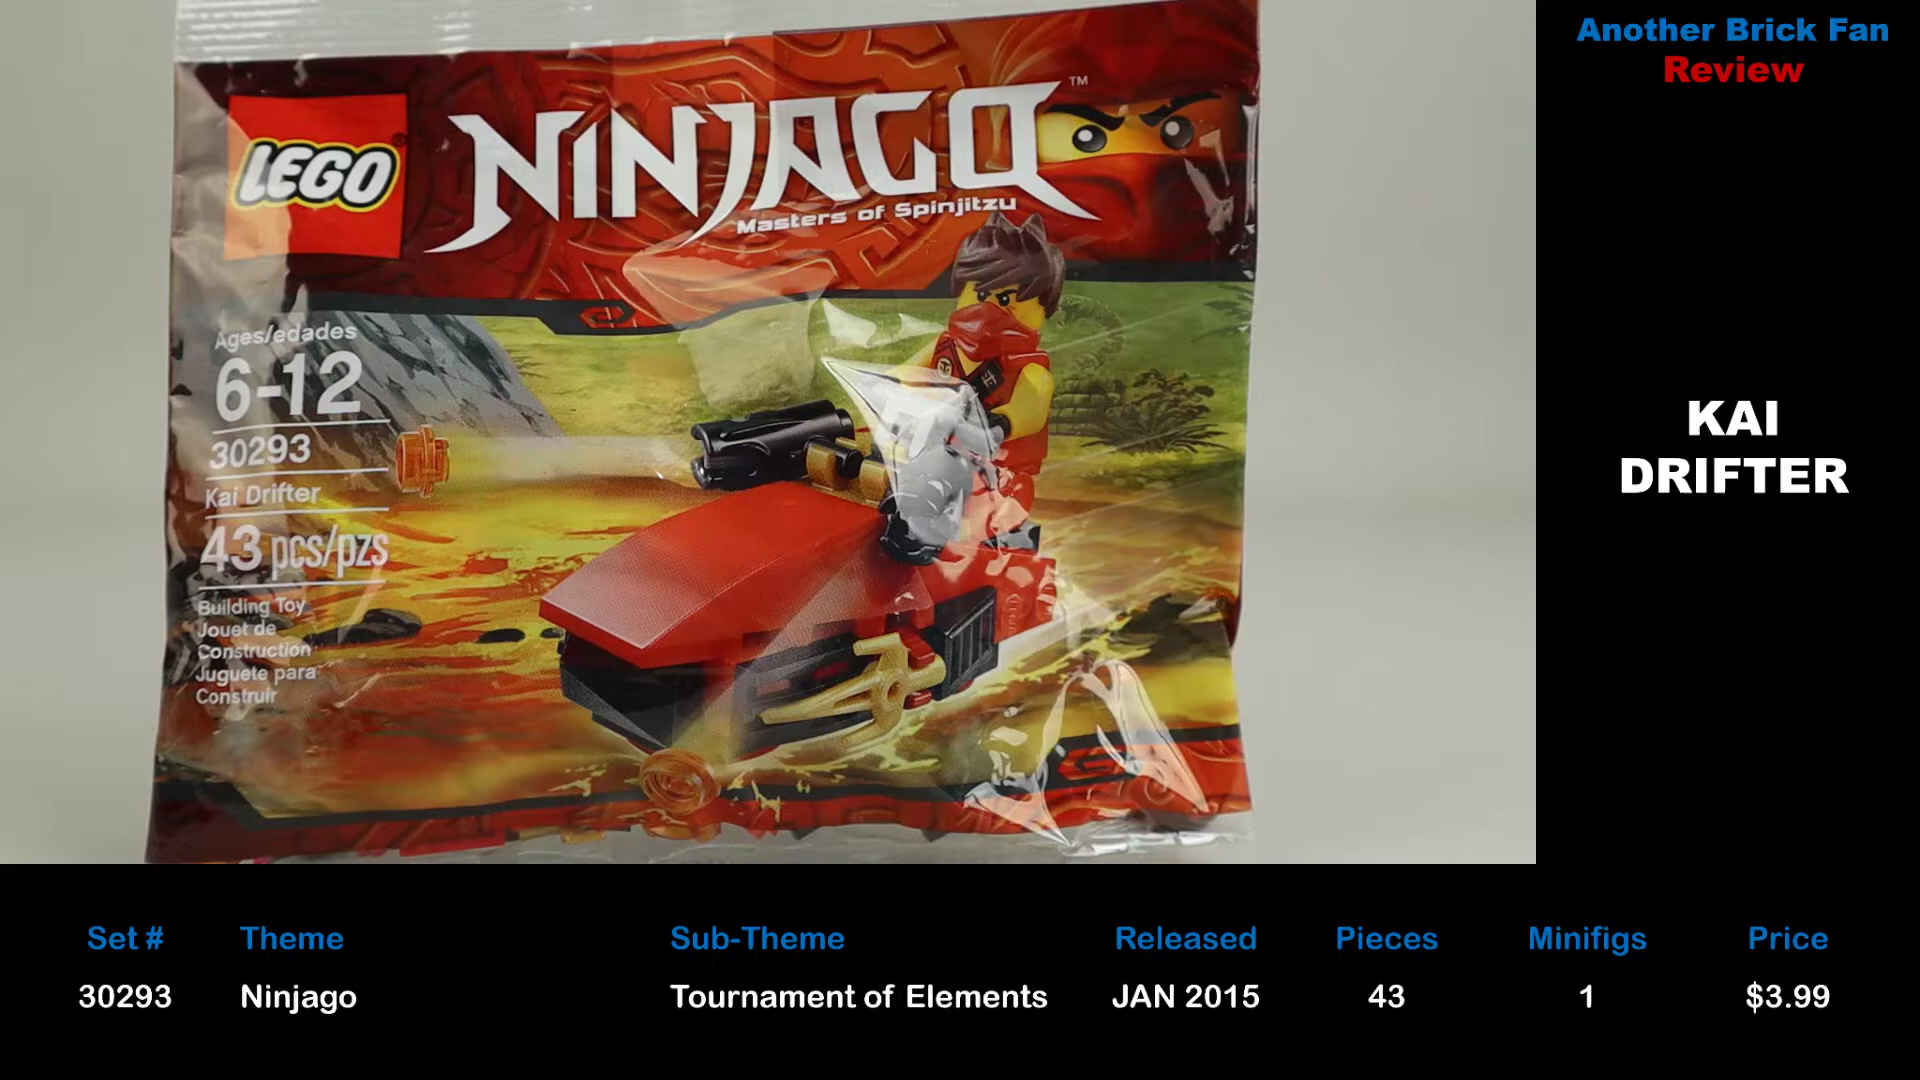 Another Brick Fan
Review
LEGO
NINJAGO™
Masters of Spinjitzu
Ages/edades
6-12
30293
Kai Drifter
43 pcs/pzs
Building Toy
Jouet de
Construction
Juguete para
Construir
KAI
DRIFTER
Set # Theme Sub-Theme Released Pieces Minifigs Price
30293 Ninjago Tournament of Elements JAN 2015 43 1 $3.99